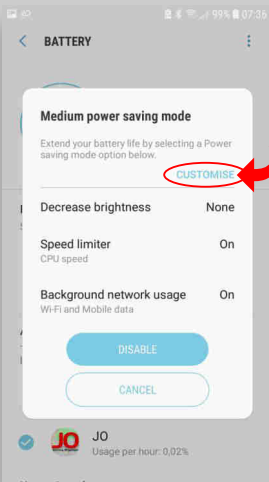 99% 07:36
BATTERY
Medium power saving mode
Extend your battery life by selecting a Power
saving mode option below.
CUSTOMISE
Decrease brightness None
Speed limiter On
CPU speed
Background network usage On
Wi-Fi and Mobile data
DISABLE
CANCEL
JO
JO
Usage per hour: 0,02%